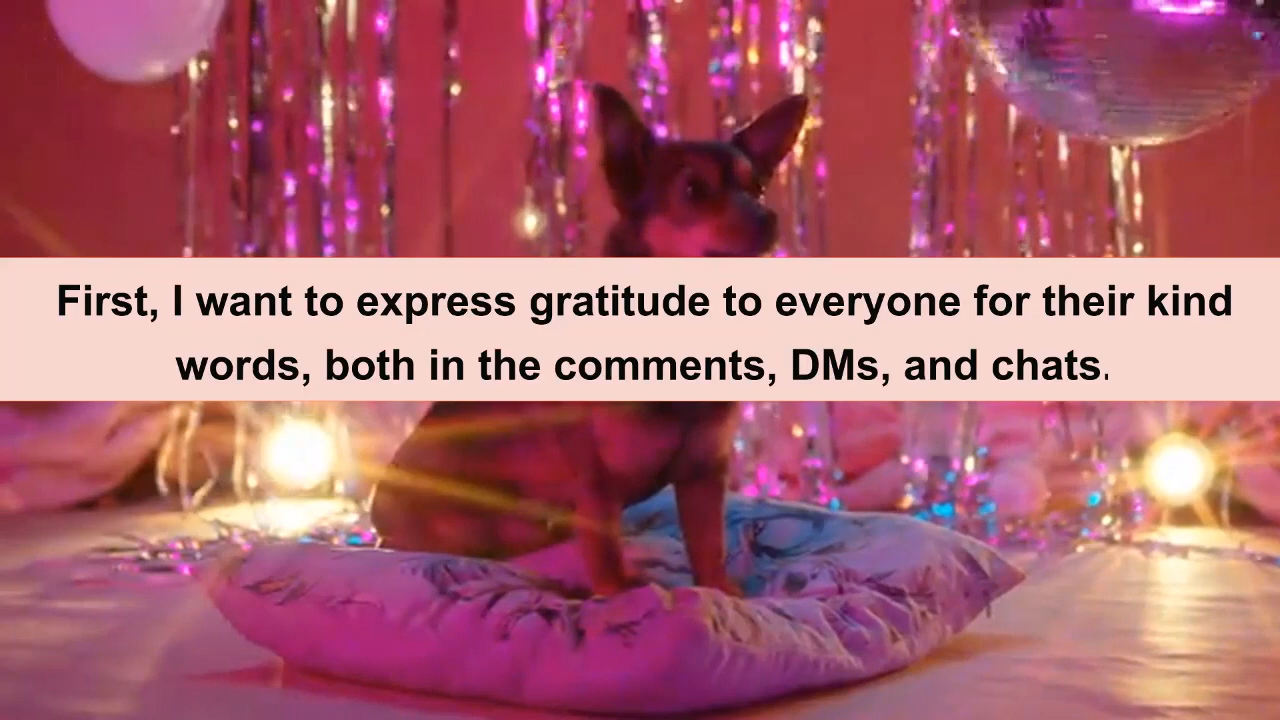 First, I want to express gratitude to everyone for their kind
words, both in the comments, DMs, and chats.